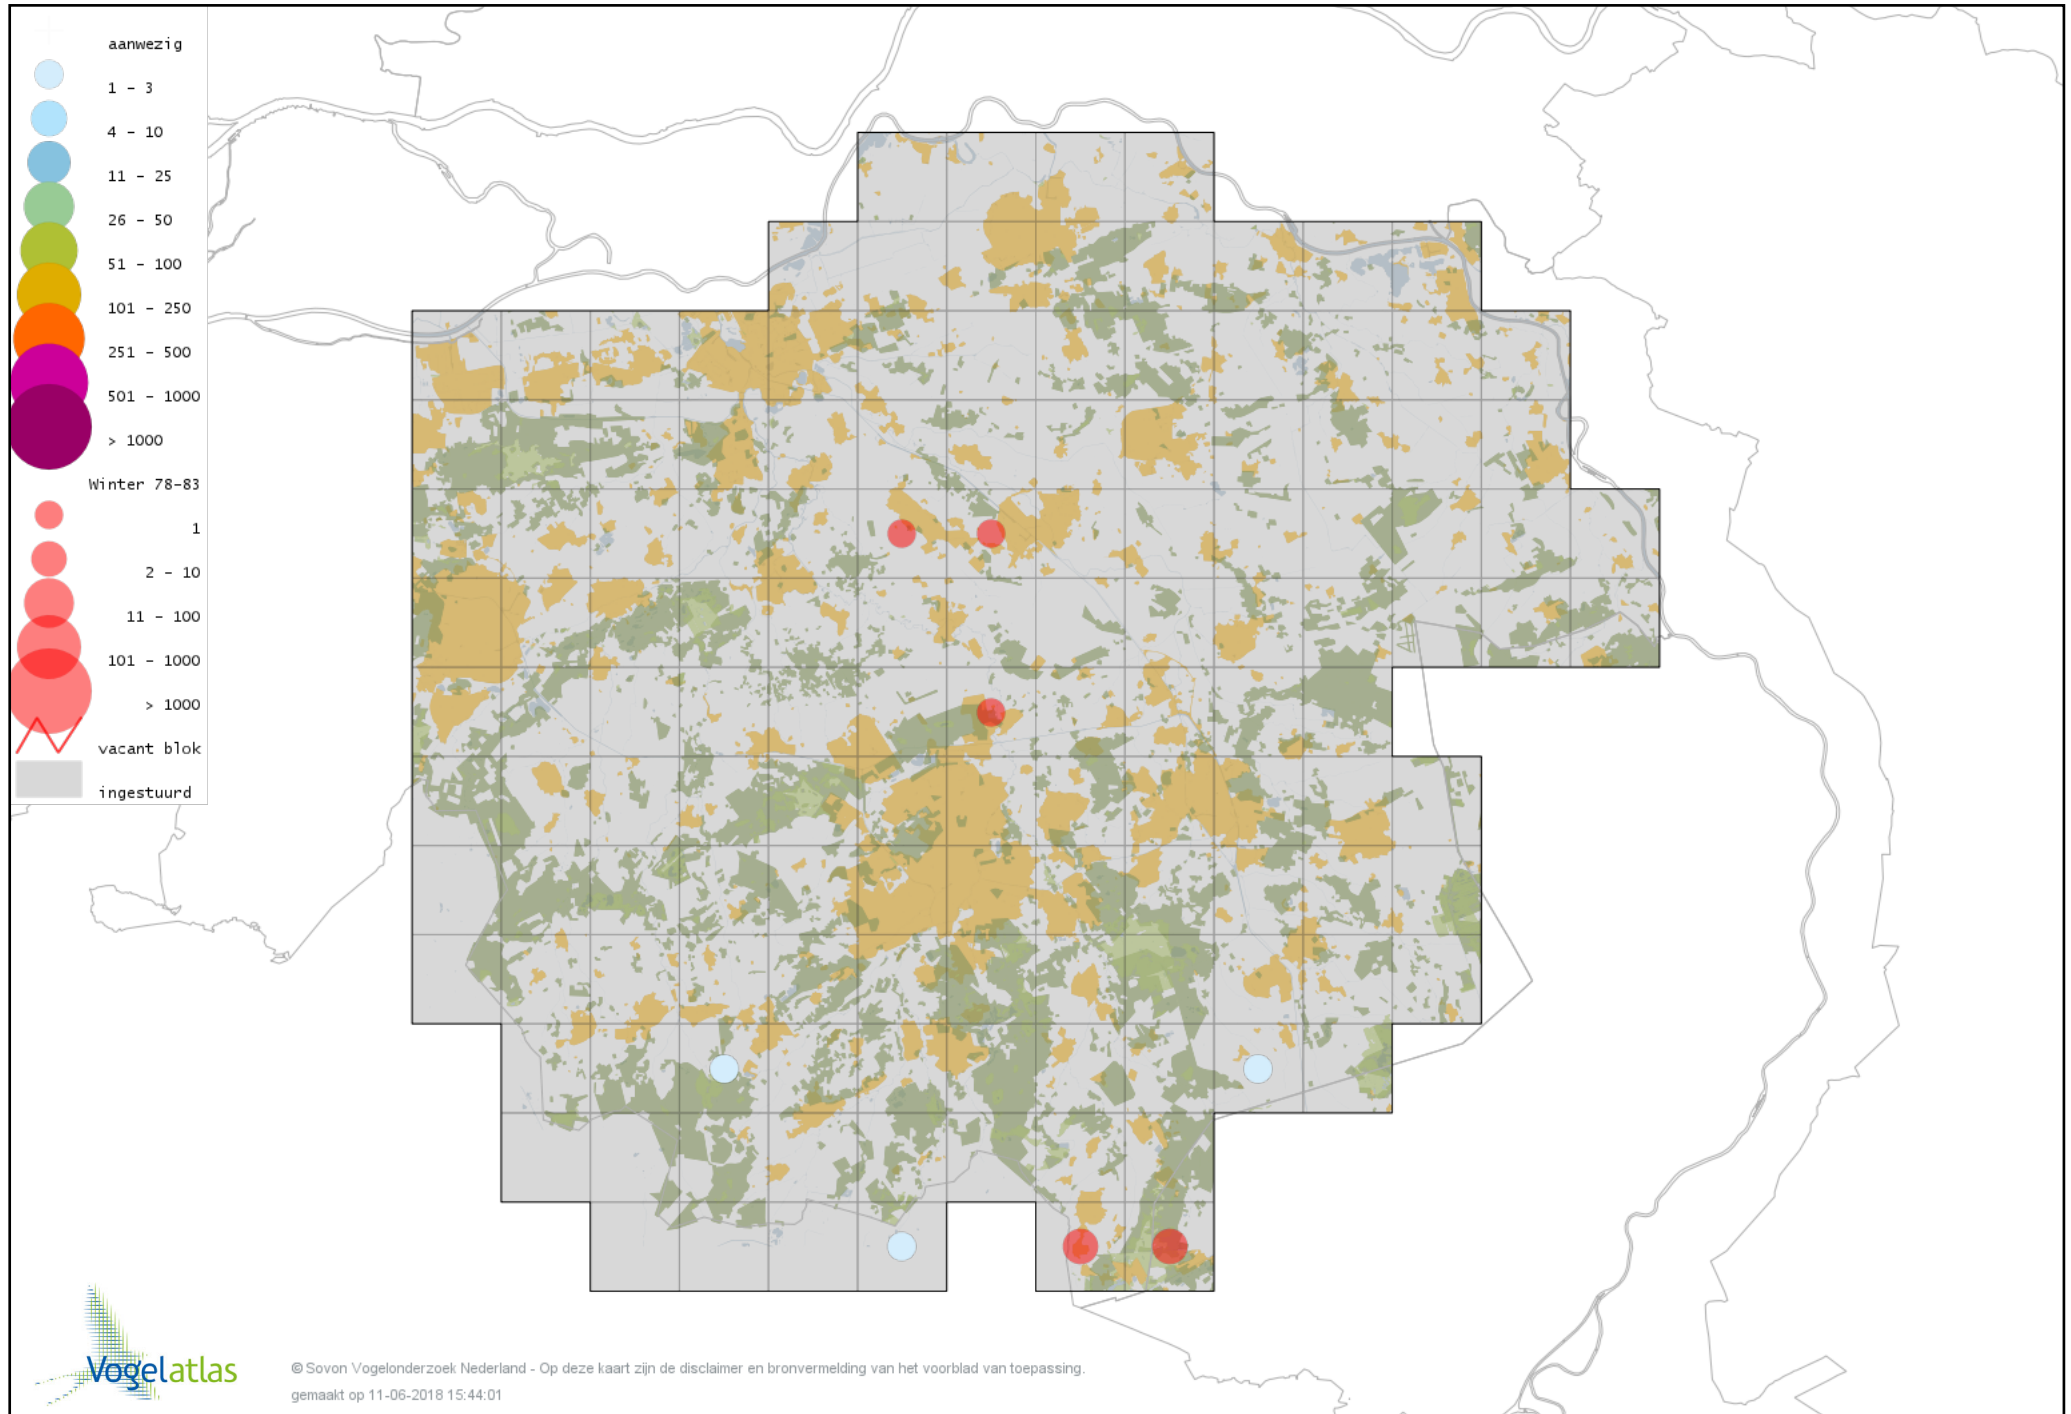 aanwezig
1 - 3
4 - 10
11 - 25
26 - 50
51 - 100
101 - 250
251 - 500
501 - 1000
> 1000
Winter 78-83
1
2 - 10
11 - 100
101 - 1000
> 1000
vacant blok
ingestuurd
Vogelatlas
© Sovon Vogelonderzoek Nederland - Op deze kaart zijn de disclaimer en bronvermelding van het voorblad van toepassing.
gemaakt op 11-06-2018 15:44:01